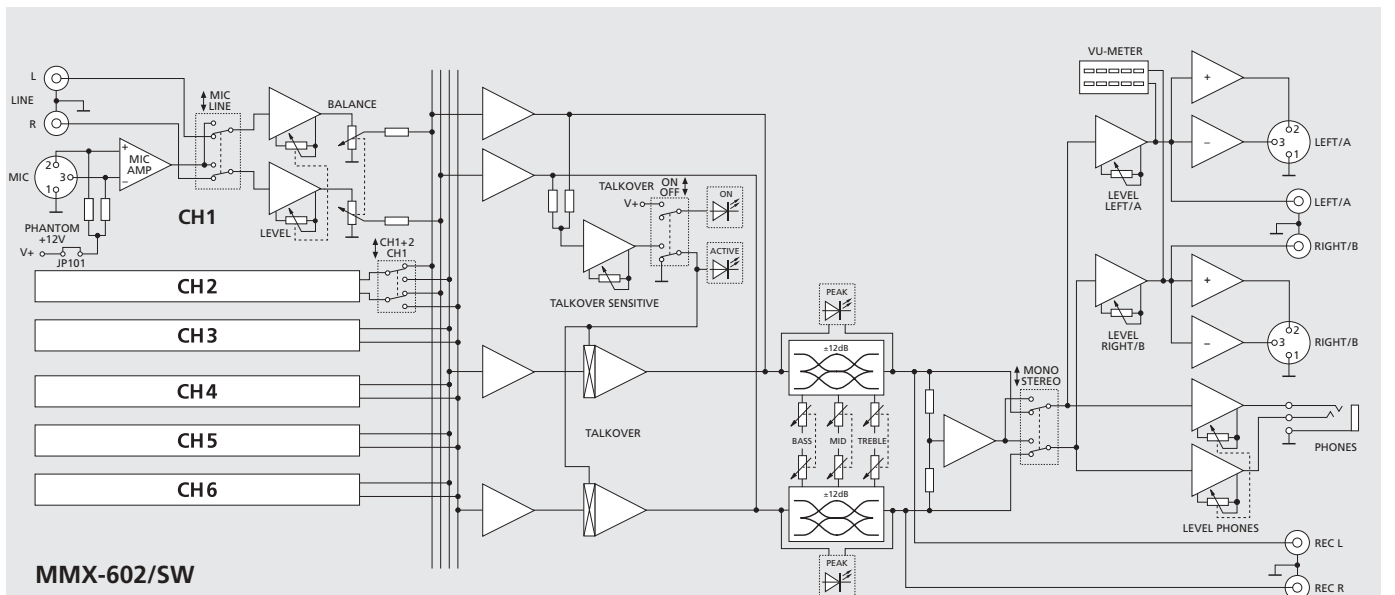 VU-METER
L
LINE
R
MIC
LINE
BALANCE
MIC
2
3
1
+
−
MIC
AMP
CH1
LEVEL
PHANTOM
+12V
V+
JP101
CH1+2
CH1
CH2
CH3
CH4
CH5
CH6
MMX-602/SW
TALKOVER
ON
OFF
V+
ON
ACTIVE
TALKOVER SENSITIVE
TALKOVER
PEAK
±12dB
BASS
MID
TREBLE
±12dB
PEAK
MONO
STEREO
LEVEL
LEFT/A
LEVEL
RIGHT/B
+
−
2
3
1
LEFT/A
LEFT/A
RIGHT/B
+
−
2
3
1
RIGHT/B
PHONES
LEVEL PHONES
REC L
REC R